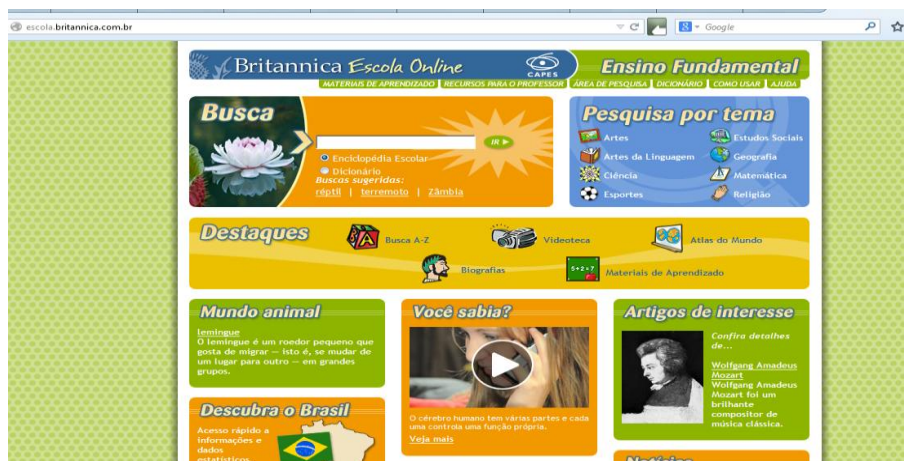 escola.britannica.com.br
Google
Britannica Escola Online
CAPES
Ensino Fundamental
MATERIAIS DE APRENDIZADO
RECURSOS PARA O PROFESSOR
ÁREA DE PESQUISA
DICIONÁRIO
COMO USAR
AJUDA
Busca
IR
Enciclopédia Escolar
Dicionário
Buscas sugeridas:
réptil | terremoto | Zâmbia
Pesquisa por tema
Artes
Estudos Sociais
Artes da Linguagem
Geografia
Ciência
Matemática
Esportes
Religião
Destaques
Busca A-Z
Videoteca
Atlas do Mundo
Biografias
5+2=7
Materiais de Aprendizado
Mundo animal
lemingue
O lemingue é um roedor pequeno que
gosta de migrar — isto é, se mudar de
um lugar para outro — em grandes
grupos.
Descubra o Brasil
Acesso rápido a
informações e
dados
estatísticos
Você sabia?
O cérebro humano tem várias partes e cada
uma controla uma função própria.
Veja mais
Artigos de interesse
Confira detalhes
de...
Wolfgang Amadeus
Mozart
Wolfgang Amadeus
Mozart foi um
brilhante
compositor de
música clássica.
Notícias